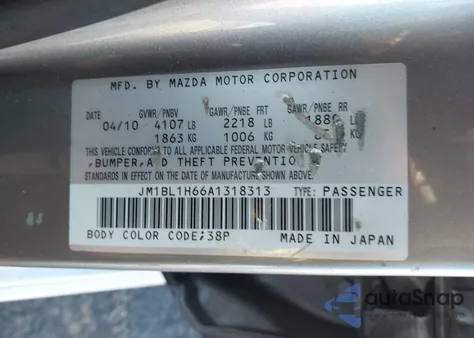 MFD. BY MAZDA MOTOR CORPORATION
DATE GVWR/PNBV GAWR/PNBE FRT GAWR/PNBE RR
04/10 4107 LB 2218 LB LB
1863 KG 1006 KG KG
THIS VEHICLE CONFORMS TO ALL APPLICABLE FEDERAL MOTOR VEHICLE SAFETY,
BUMPER, THEFT PREVENTION
STANDARDS IN EFFECT ON THE DATE OF MANUFACTURE SHOWN ABOVE.
JM1BL1H66A1318313 TYPE: PASSENGER
BODY COLOR CODE;38P MADE IN JAPAN
autoSnap